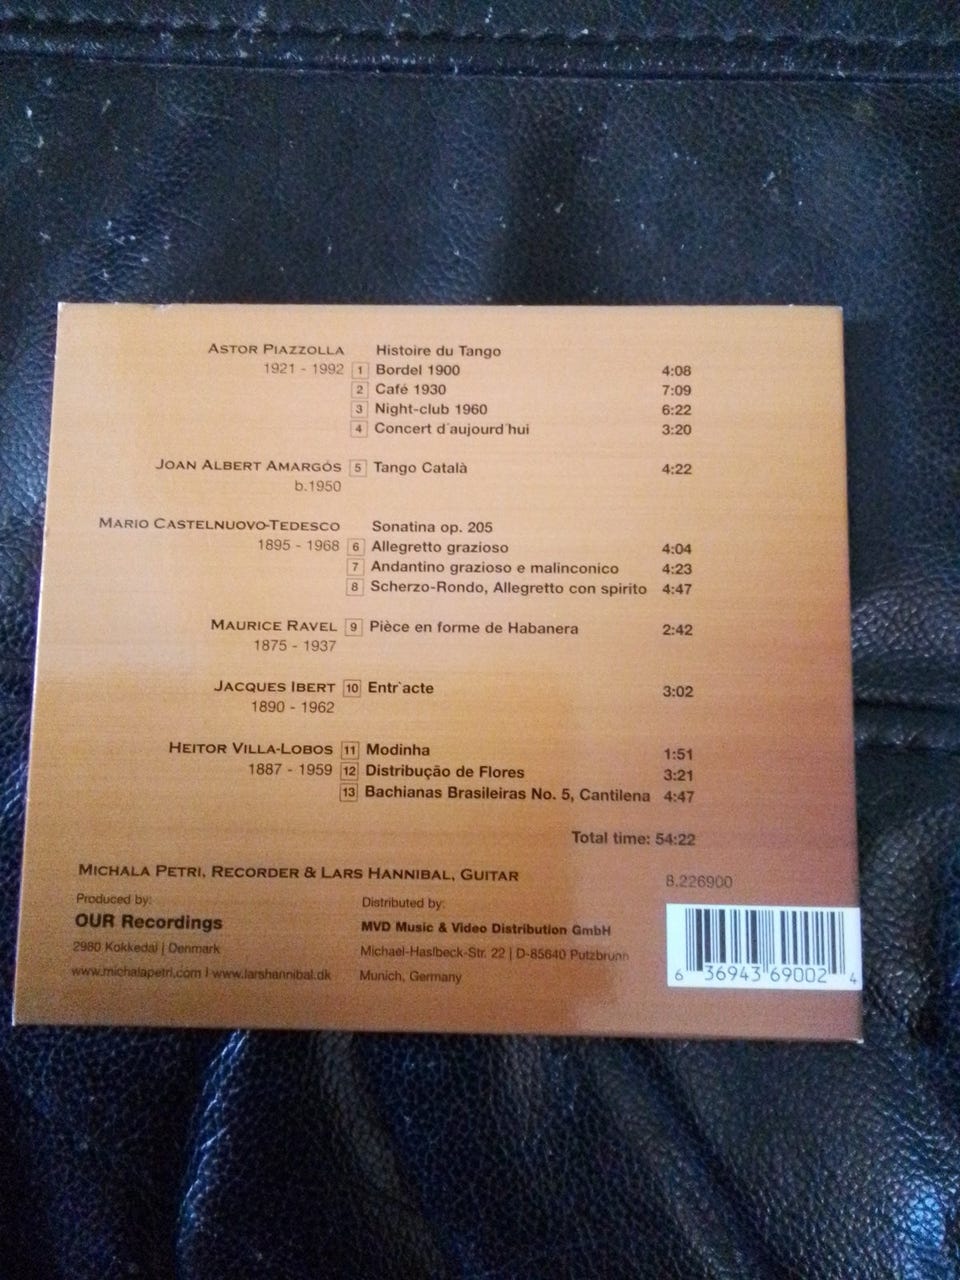 ASTOR PIAZZOLLA Histoire du Tango
1921 - 1992 1 Bordel 1900 4:08
2 Café 1930 7:09
3 Night-club 1960 6:22
4 Concert d´aujourd´hui 3:20
JOAN ALBERT AMARGÓS 5 Tango Català 4:22
b.1950
MARIO CASTELNUOVO-TEDESCO Sonatina op. 205
1895 - 1968 6 Allegretto grazioso 4:04
7 Andantino grazioso e malinconico 4:23
8 Scherzo-Rondo, Allegretto con spirito 4:47
MAURICE RAVEL 9 Pièce en forme de Habanera 2:42
1875 - 1937
JACQUES IBERT 10 Entr`acte 3:02
1890 - 1962
HEITOR VILLA-LOBOS 11 Modinha 1:51
1887 - 1959 12 Distribução de Flores 3:21
13 Bachianas Brasileiras No. 5, Cantilena 4:47
Total time: 54:22
MICHALA PETRI, RECORDER & LARS HANNIBAL, GUITAR
8.226900
Produced by:
OUR Recordings
2980 Kokkedal | Denmark
www.michalapetri.com I www.larshannibal.dk
Distributed by:
MVD Music & Video Distribution GmbH
Michael-Haslbeck-Str. 22 | D-85640 Putzbrunn
Munich, Germany
6 36943 69002 4